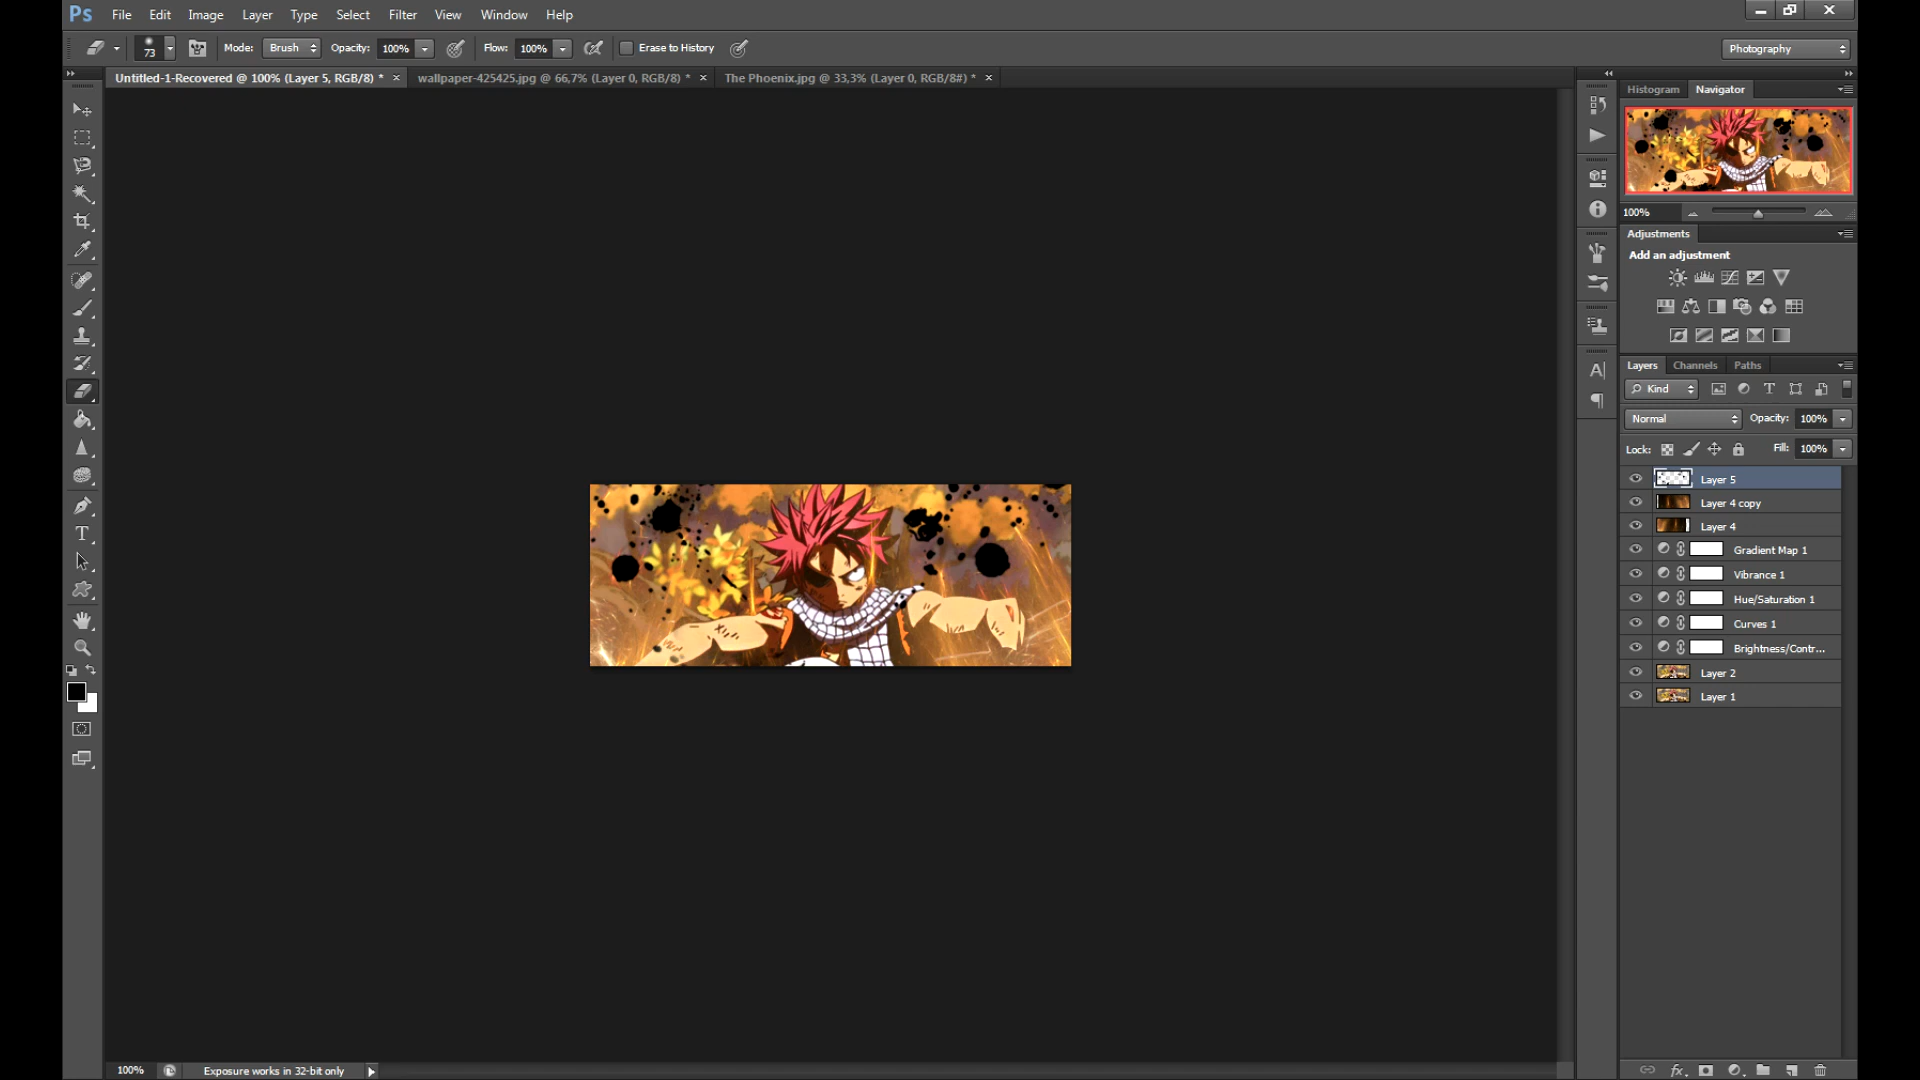 Ps File Edit Image Layer Type Select Filter View Window Help
73 Mode: Brush Opacity: 100% Flow: 100% Erase to History Photography
Untitled-1-Recovered @ 100% (Layer 5, RGB/8) * × wallpaper-425425.jpg @ 66,7% (Layer 0, RGB/8) * × The Phoenix.jpg @ 33,3% (Layer 0, RGB/8#) * ×
Histogram Navigator
100%
Adjustments
Add an adjustment
Layers Channels Paths
Kind
Normal Opacity: 100%
Lock: Fill: 100%
Layer 5
Layer 4 copy
Layer 4
Gradient Map 1
Vibrance 1
Hue/Saturation 1
Curves 1
Brightness/Contr...
Layer 2
Layer 1
100% Exposure works in 32-bit only